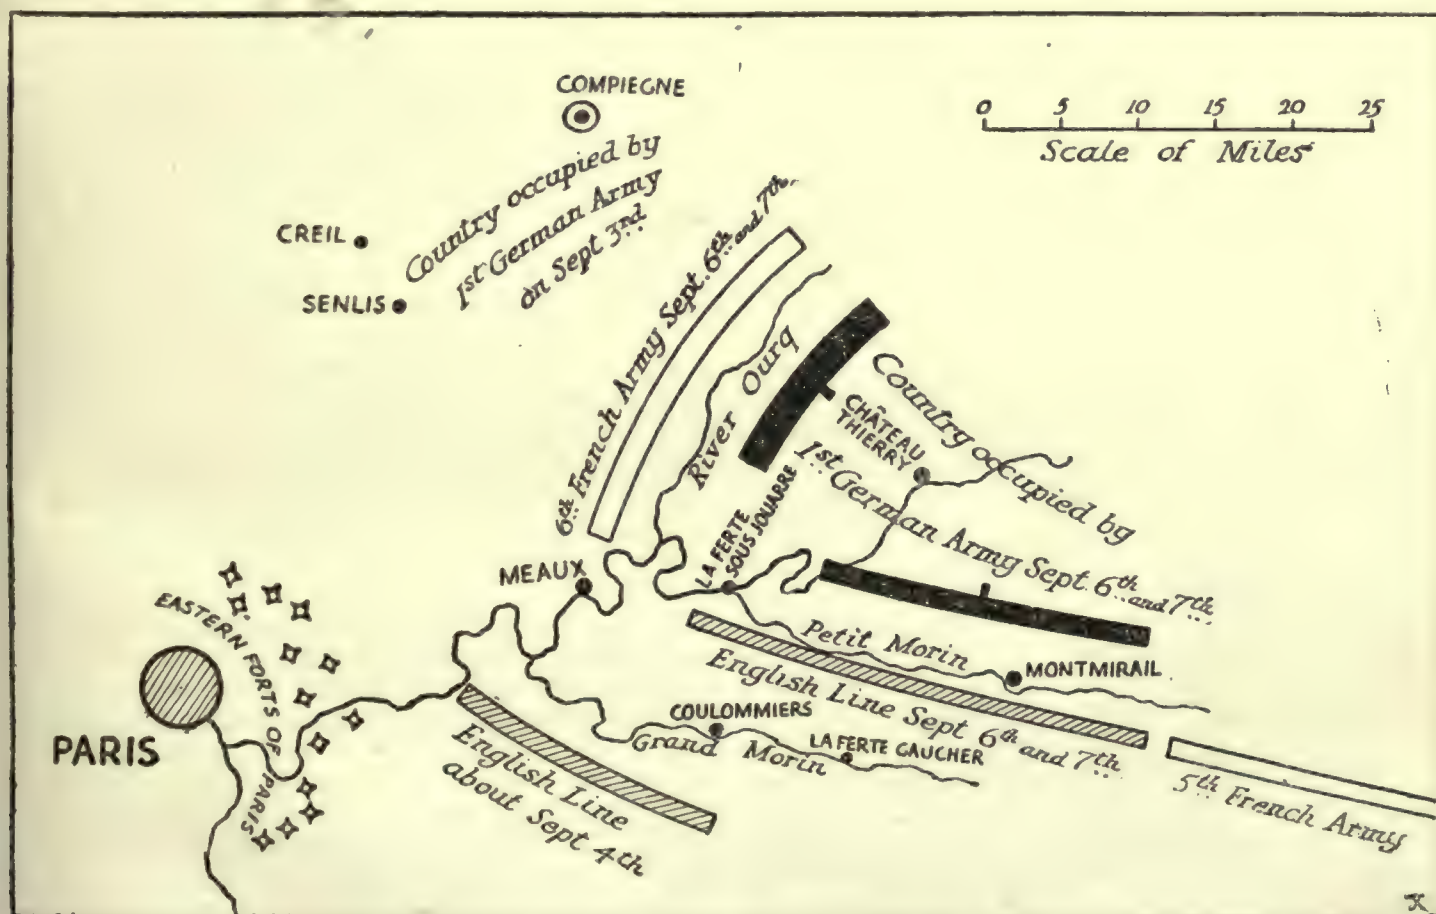 COMPIEGNE
0 5 10 15 20 25
Scale of Miles
Country occupied by
1st German Army
on Sept 3rd
CREIL
SENLIS
6th French Army Sept. 6th and 7th
River Ourq
CHÂTEAU
THIERRY
Country occupied by
1st German Army Sept. 6th and 7th
LA FERTE
SOUS JOUARRE
MEAUX
EASTERN FORTS OF PARIS
PARIS
Petit Morin
MONTMIRAIL
English Line Sept 6th and 7th
COULOMMIERS
Grand Morin
LA FERTE GAUCHER
English Line
about Sept 4th
5th French Army